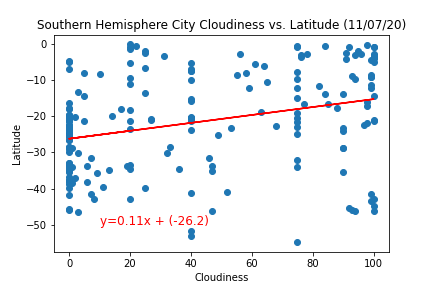 Southern Hemisphere City Cloudiness vs. Latitude (11/07/20)
0
−10
−20
−30
−40
−50
Latitude
y=0.11x + (-26.2)
0 20 40 60 80 100
Cloudiness